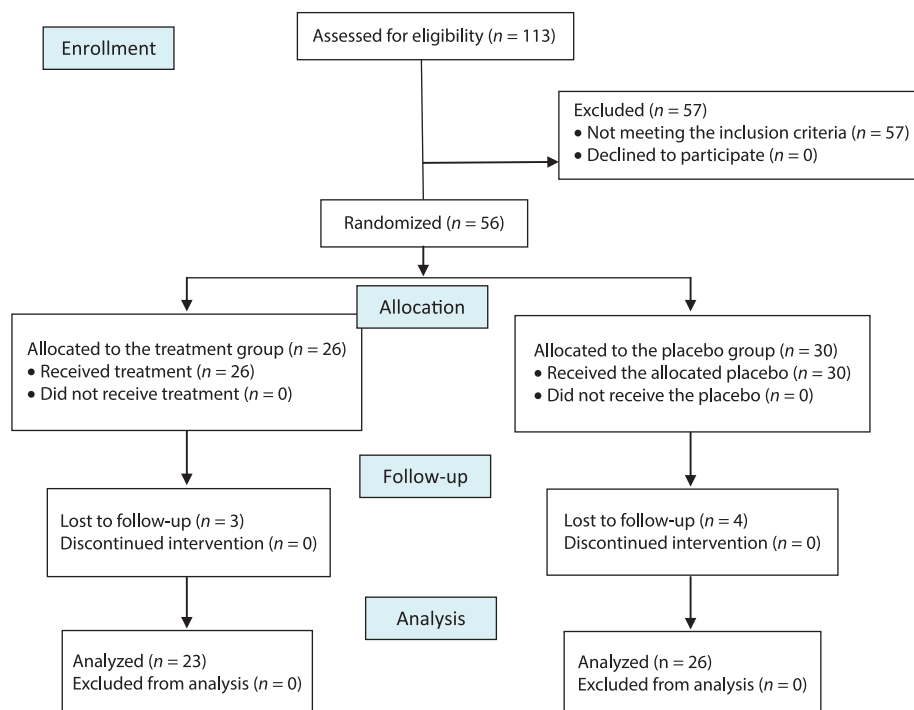 Enrollment
Assessed for eligibility (n = 113)
Excluded (n = 57)
• Not meeting the inclusion criteria (n = 57)
• Declined to participate (n = 0)
Randomized (n = 56)
Allocation
Allocated to the treatment group (n = 26)
• Received treatment (n = 26)
• Did not receive treatment (n = 0)
Allocated to the placebo group (n = 30)
• Received the allocated placebo (n = 30)
• Did not receive the placebo (n = 0)
Follow-up
Lost to follow-up (n = 3)
Discontinued intervention (n = 0)
Lost to follow-up (n = 4)
Discontinued intervention (n = 0)
Analysis
Analyzed (n = 23)
Excluded from analysis (n = 0)
Analyzed (n = 26)
Excluded from analysis (n = 0)